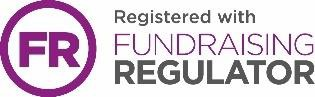 FR
Registered with
FUNDRAISING
REGULATOR